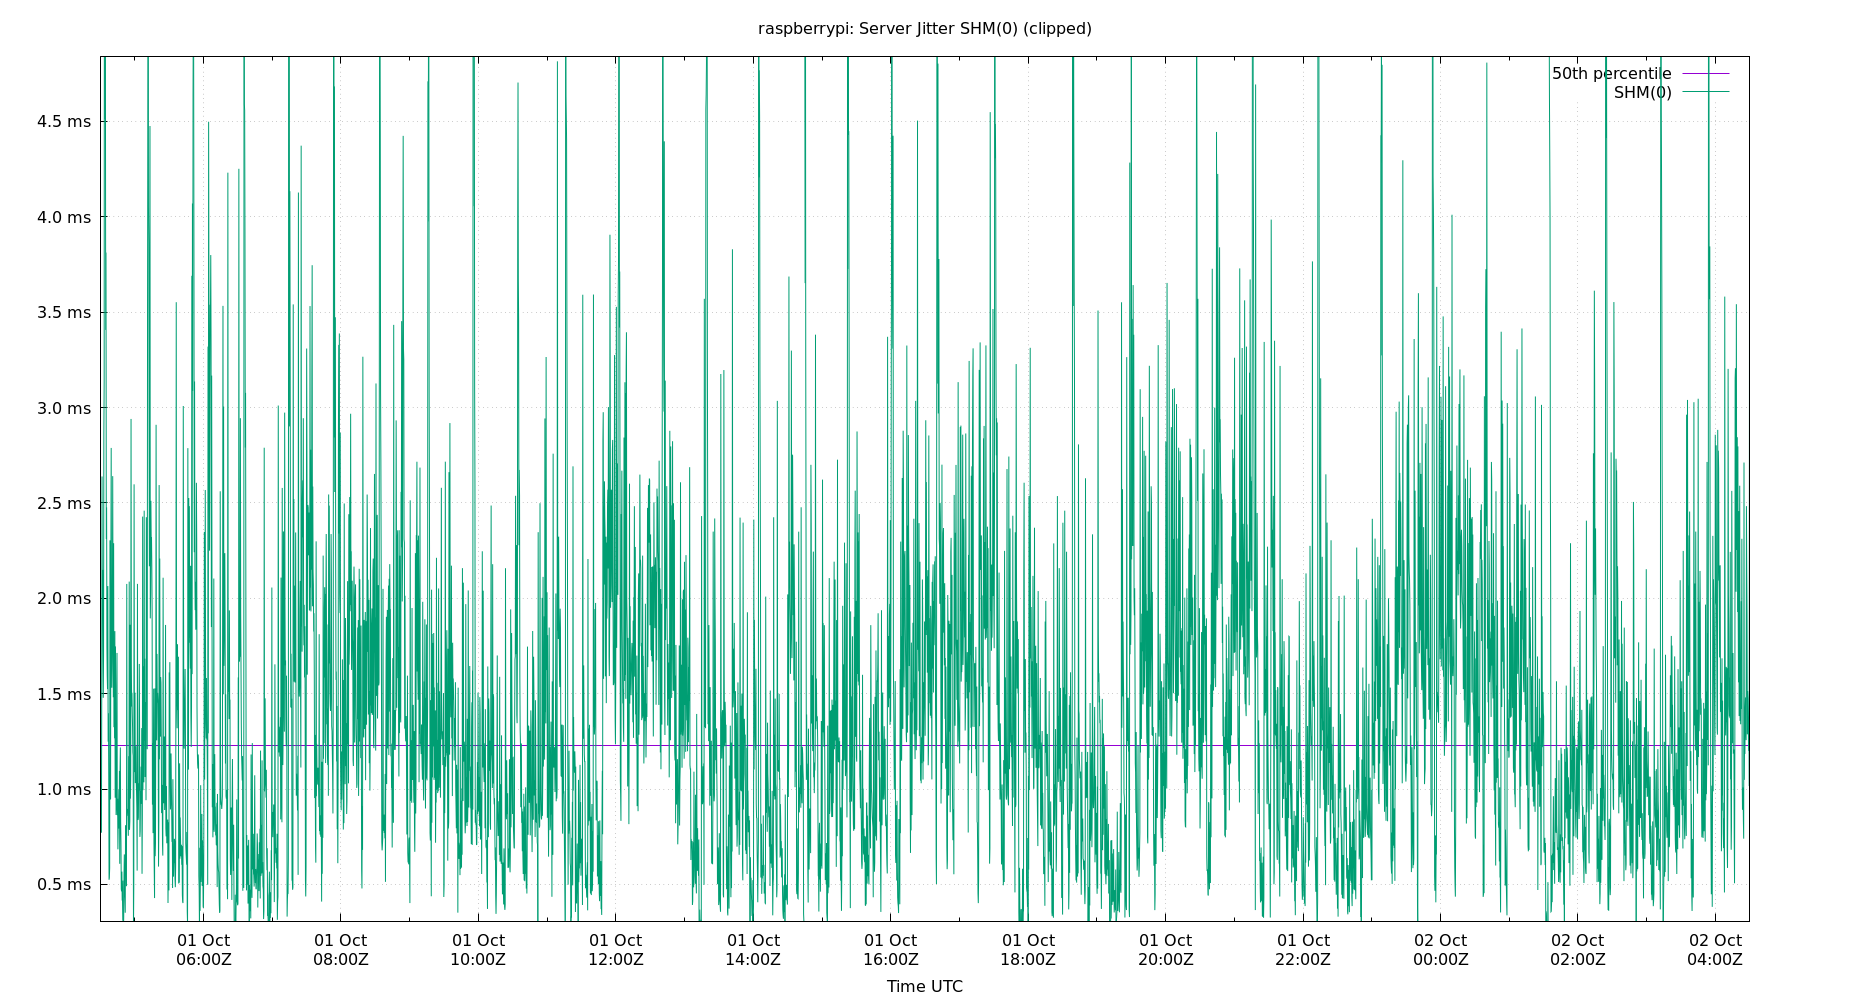 raspberrypi: Server Jitter SHM(0) (clipped)
50th percentile
SHM(0)
4.5 ms
4.0 ms
3.5 ms
3.0 ms
2.5 ms
2.0 ms
1.5 ms
1.0 ms
0.5 ms
01 Oct 01 Oct 01 Oct 01 Oct 01 Oct 01 Oct 01 Oct 01 Oct 01 Oct 02 Oct 02 Oct 02 Oct
06:00Z 08:00Z 10:00Z 12:00Z 14:00Z 16:00Z 18:00Z 20:00Z 22:00Z 00:00Z 02:00Z 04:00Z
Time UTC